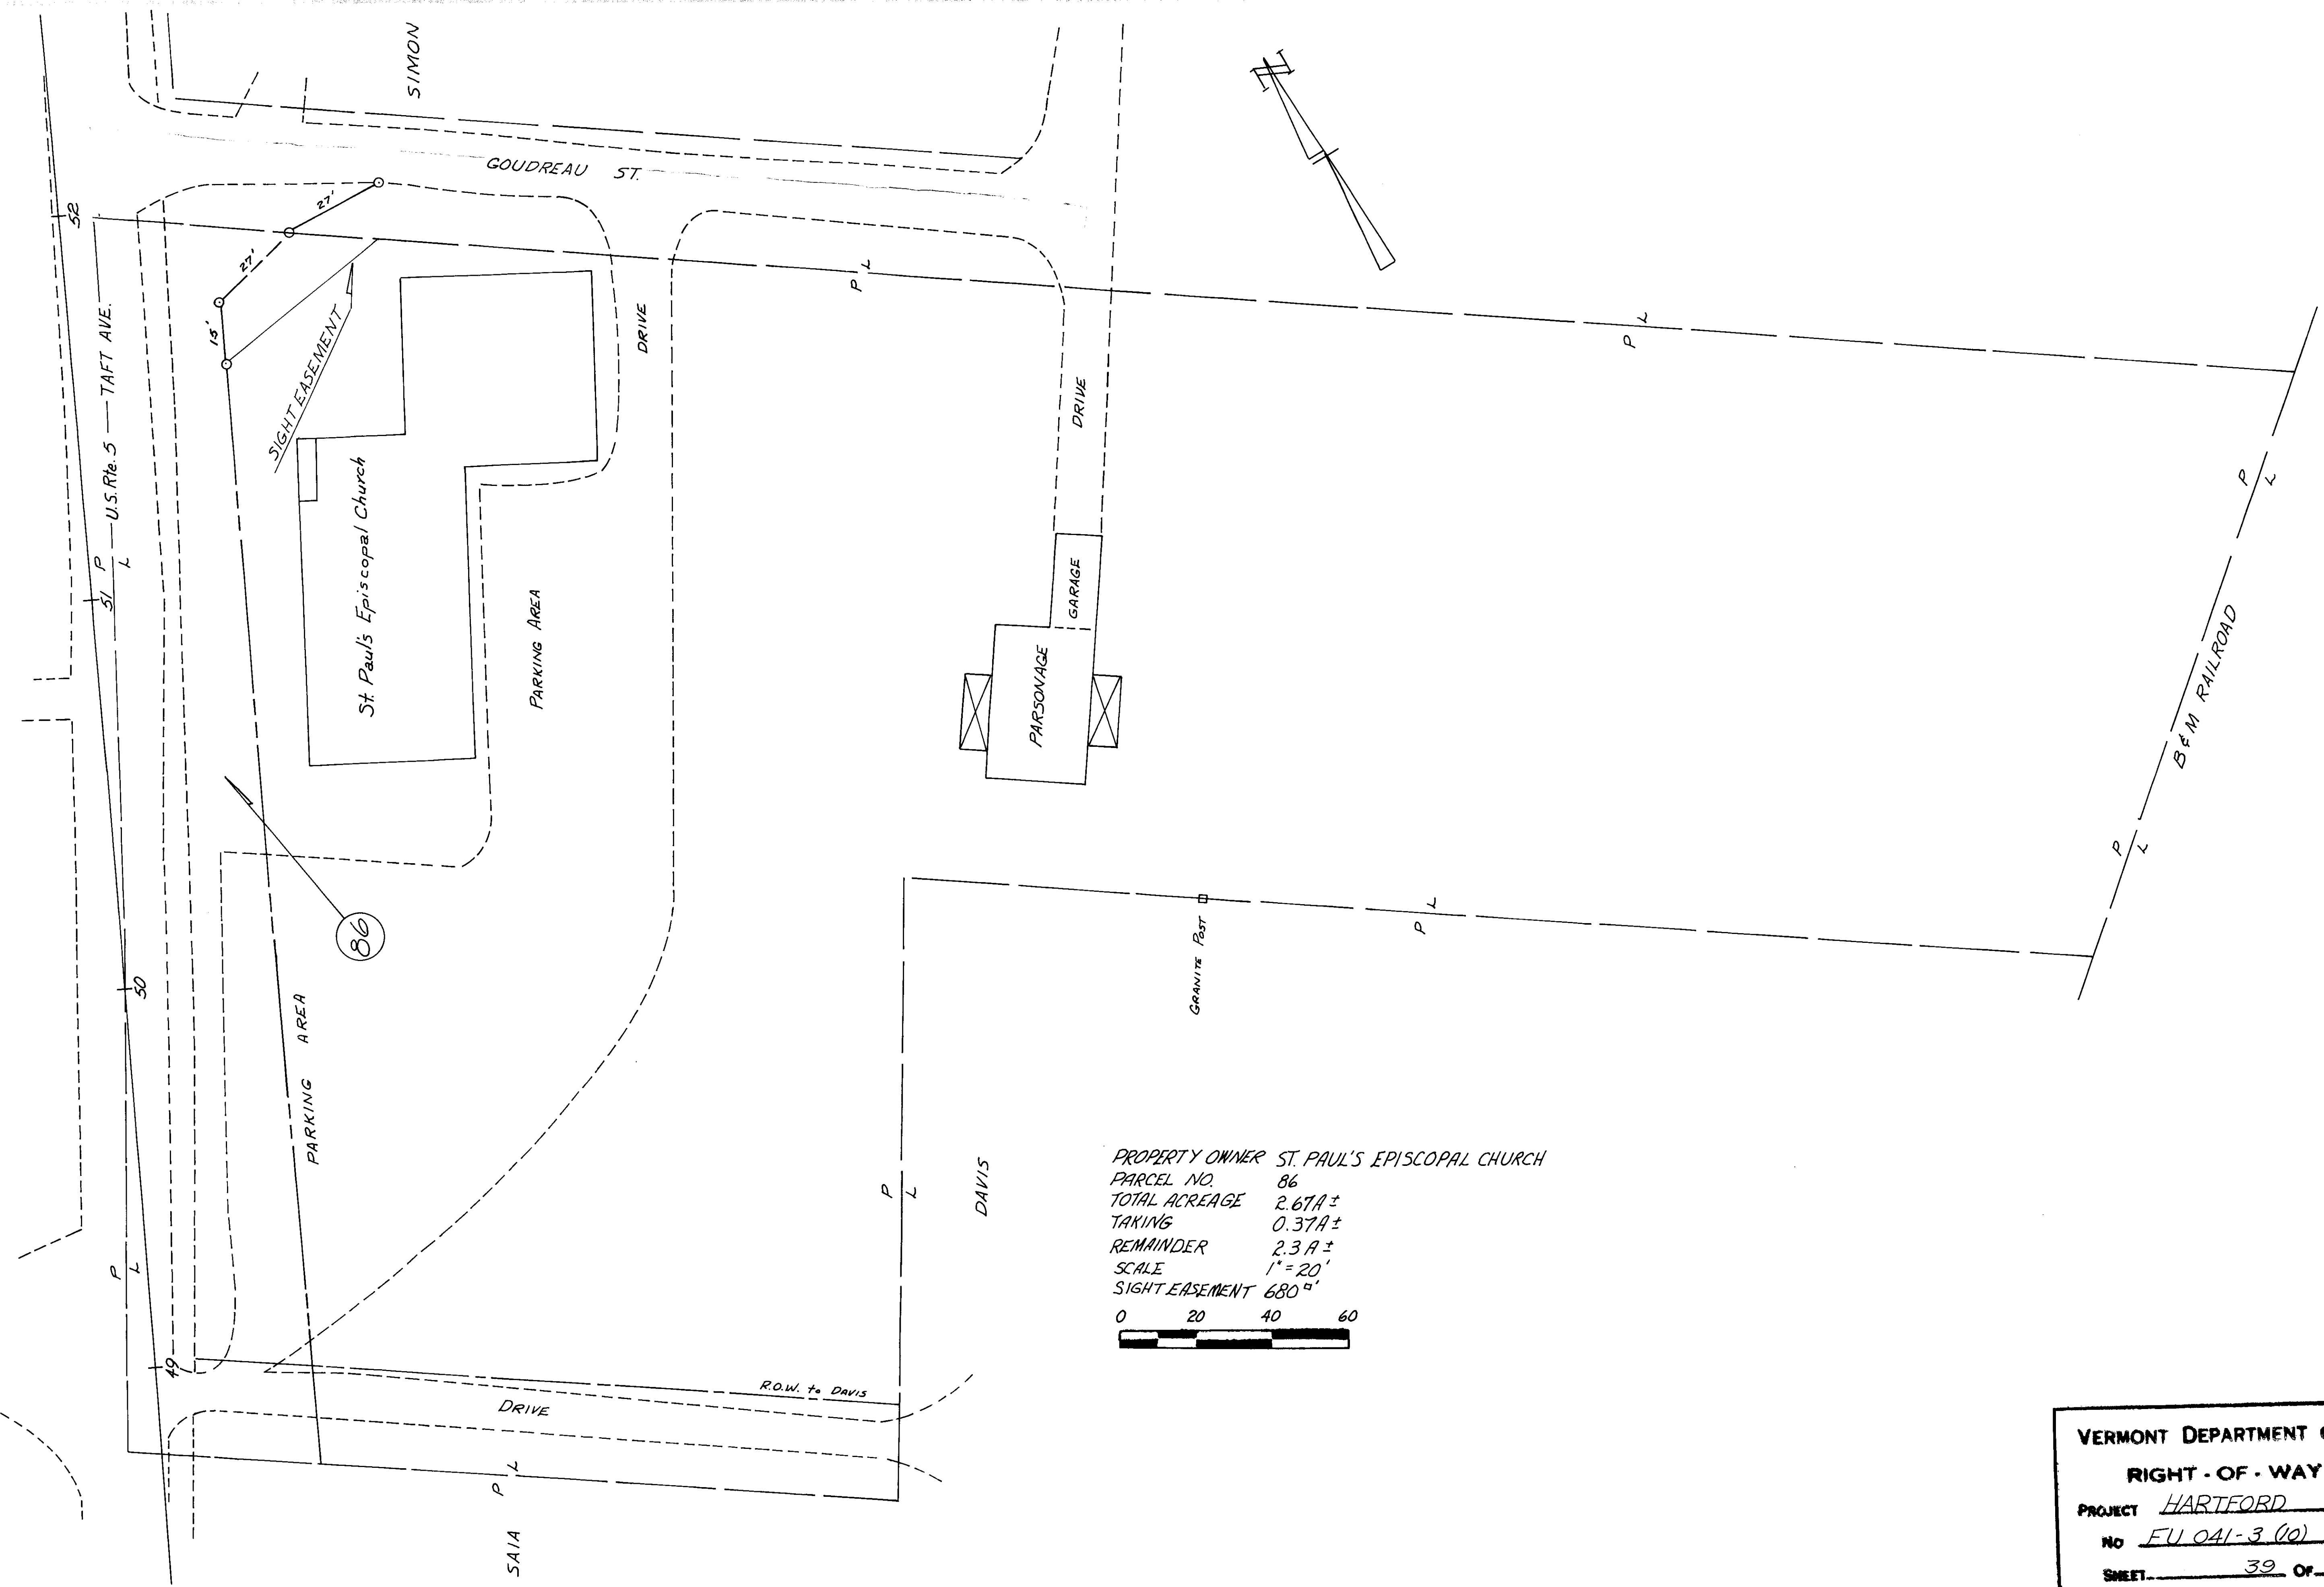 SIMON
GOUDREAU ST.
27'
27'
15'
52
SIGHT EASEMENT
DRIVE
P L
P L
U.S. Rte. 5 — TAFT AVE.
P L
51
St. Paul's Episcopal Church
PARKING AREA
DRIVE
GARAGE
PARSONAGE
P L
B & M RAILROAD
P L
86
50
PARKING AREA
GRANITE POST
P L
P L
DAVIS
P L
49
R.O.W. to DAVIS
DRIVE
P L
SAIA
N
PROPERTY OWNER ST. PAUL'S EPISCOPAL CHURCH
PARCEL NO. 86
TOTAL ACREAGE 2.67A±
TAKING 0.37A±
REMAINDER 2.3A±
SCALE 1"=20'
SIGHT EASEMENT 680□'
0 20 40 60
VERMONT DEPARTMENT
RIGHT-OF-WAY
PROJECT HARTFORD
NO FU 041-3 (10)
SHEET 39 OF